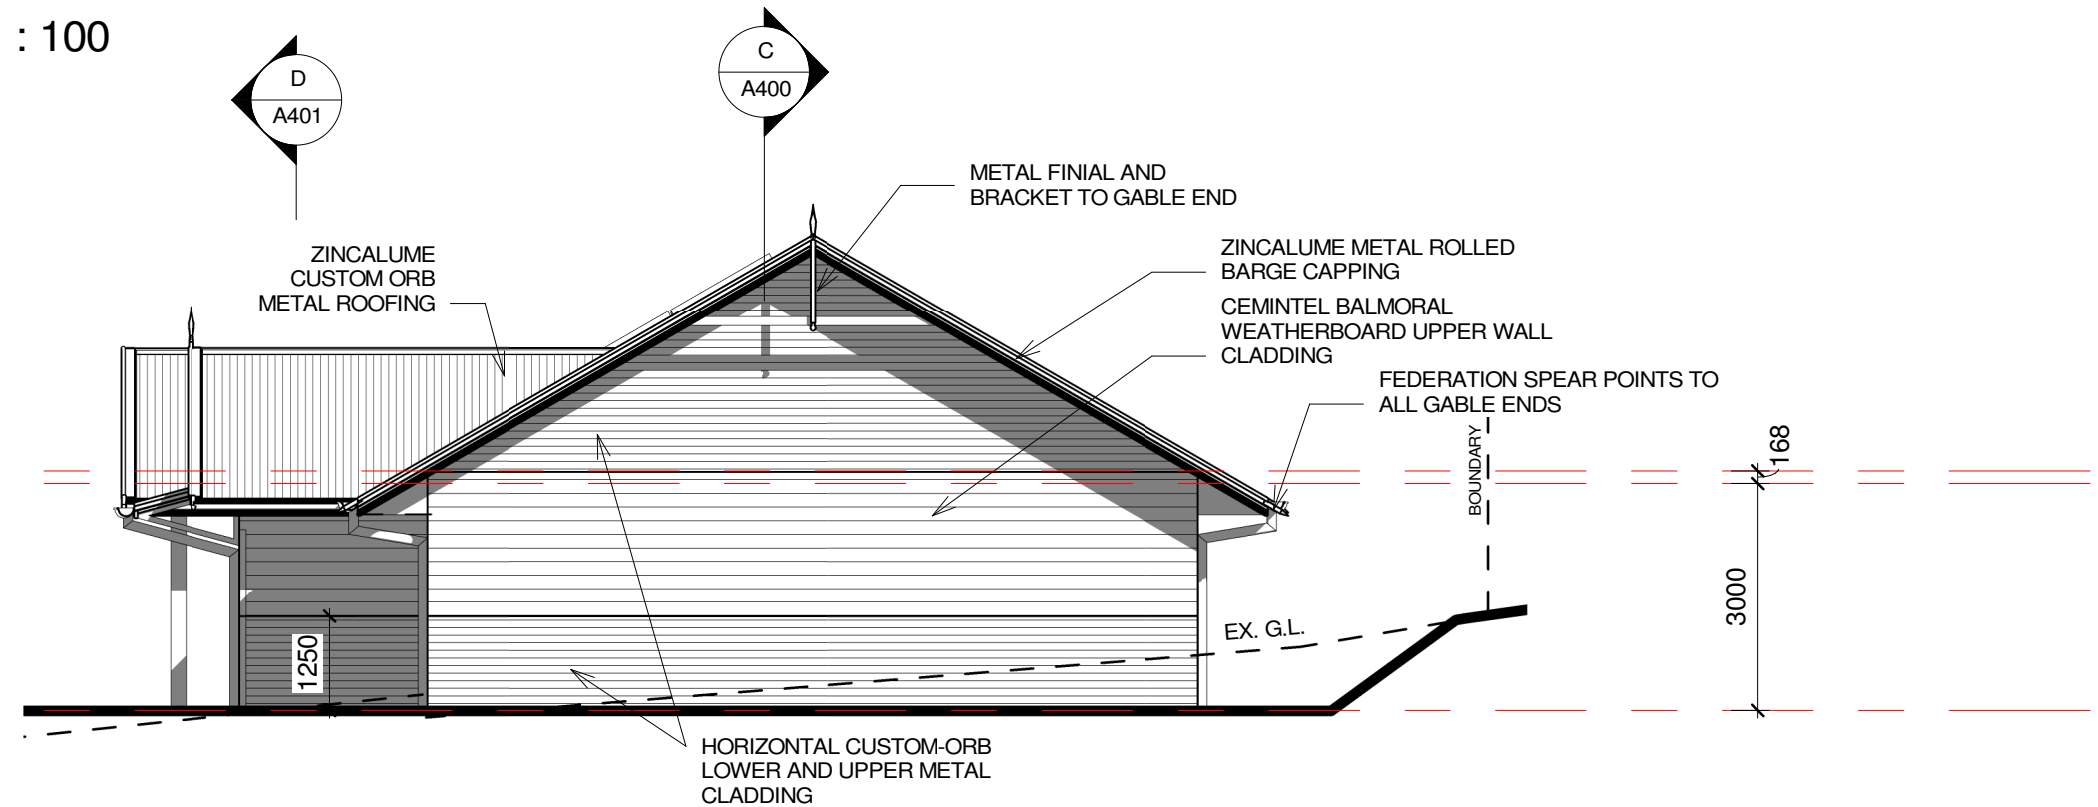 : 100
D
A401
C
A400
METAL FINIAL AND
BRACKET TO GABLE END
ZINCALUME
CUSTOM ORB
METAL ROOFING
ZINCALUME METAL ROLLED
BARGE CAPPING
CEMINTEL BALMORAL
WEATHERBOARD UPPER WALL
CLADDING
FEDERATION SPEAR POINTS TO
ALL GABLE ENDS
BOUNDARY
168
3000
1250
EX. G.L.
HORIZONTAL CUSTOM-ORB
LOWER AND UPPER METAL
CLADDING